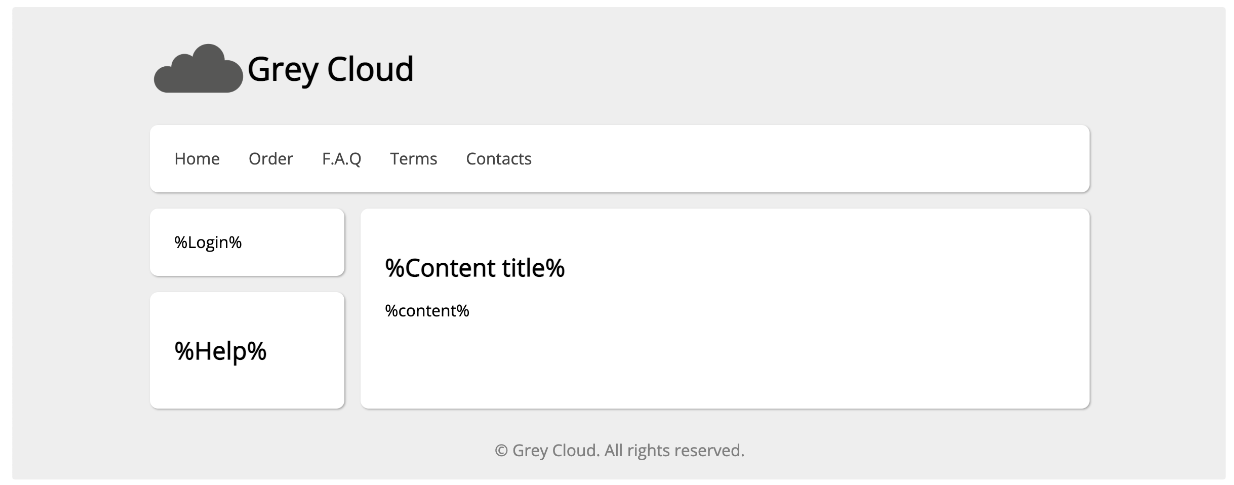 Grey Cloud
Home Order F.A.Q Terms Contacts
%Login%
%Help%
%Content title%
%content%
© Grey Cloud. All rights reserved.